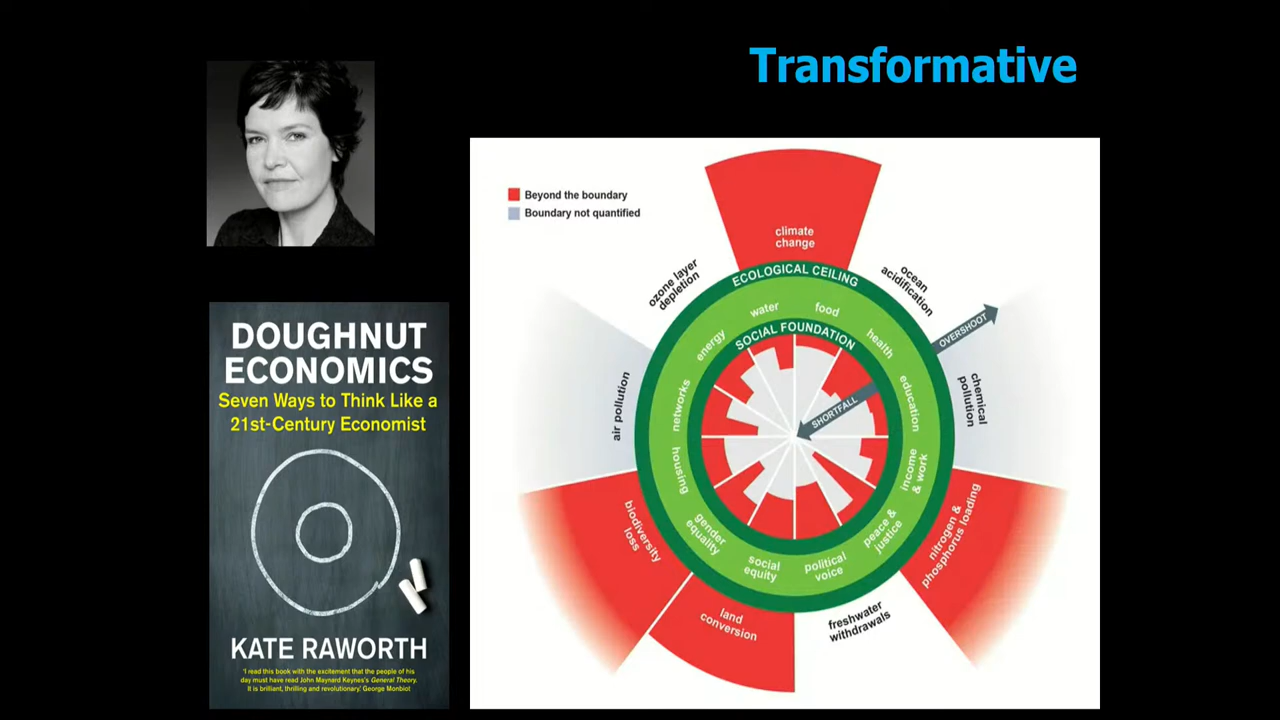 Transformative
DOUGHNUT
ECONOMICS
Seven Ways to Think Like a
21st-Century Economist
KATE RAWORTH
'I read this book with the excitement that the people of his
day must have read John Maynard Keynes's General Theory.
It is brilliant, thrilling and revolutionary.' George Monbiot
Beyond the boundary
Boundary not quantified
climate
change
ocean
acidification
chemical
pollution
nitrogen &
phosphorus loading
freshwater
withdrawals
land
conversion
biodiversity
loss
air pollution
ozone layer
depletion
ECOLOGICAL CEILING
water
food
health
education
income
& work
peace &
justice
political
voice
social
equity
gender
equality
housing
networks
energy
SOCIAL FOUNDATION
OVERSHOOT
SHORTFALL